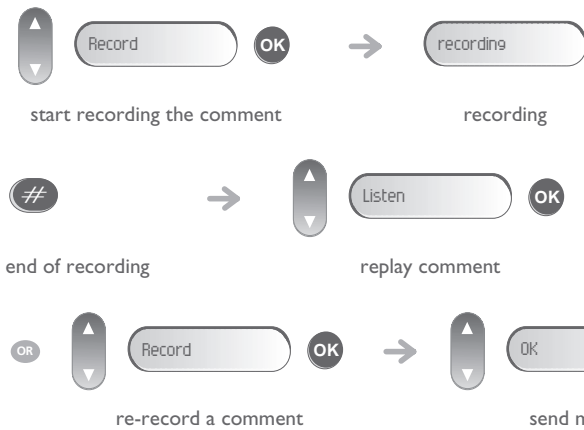 Record OK recording
start recording the comment recording
# Listen OK
end of recording replay comment
OR Record OK OK
re-record a comment send